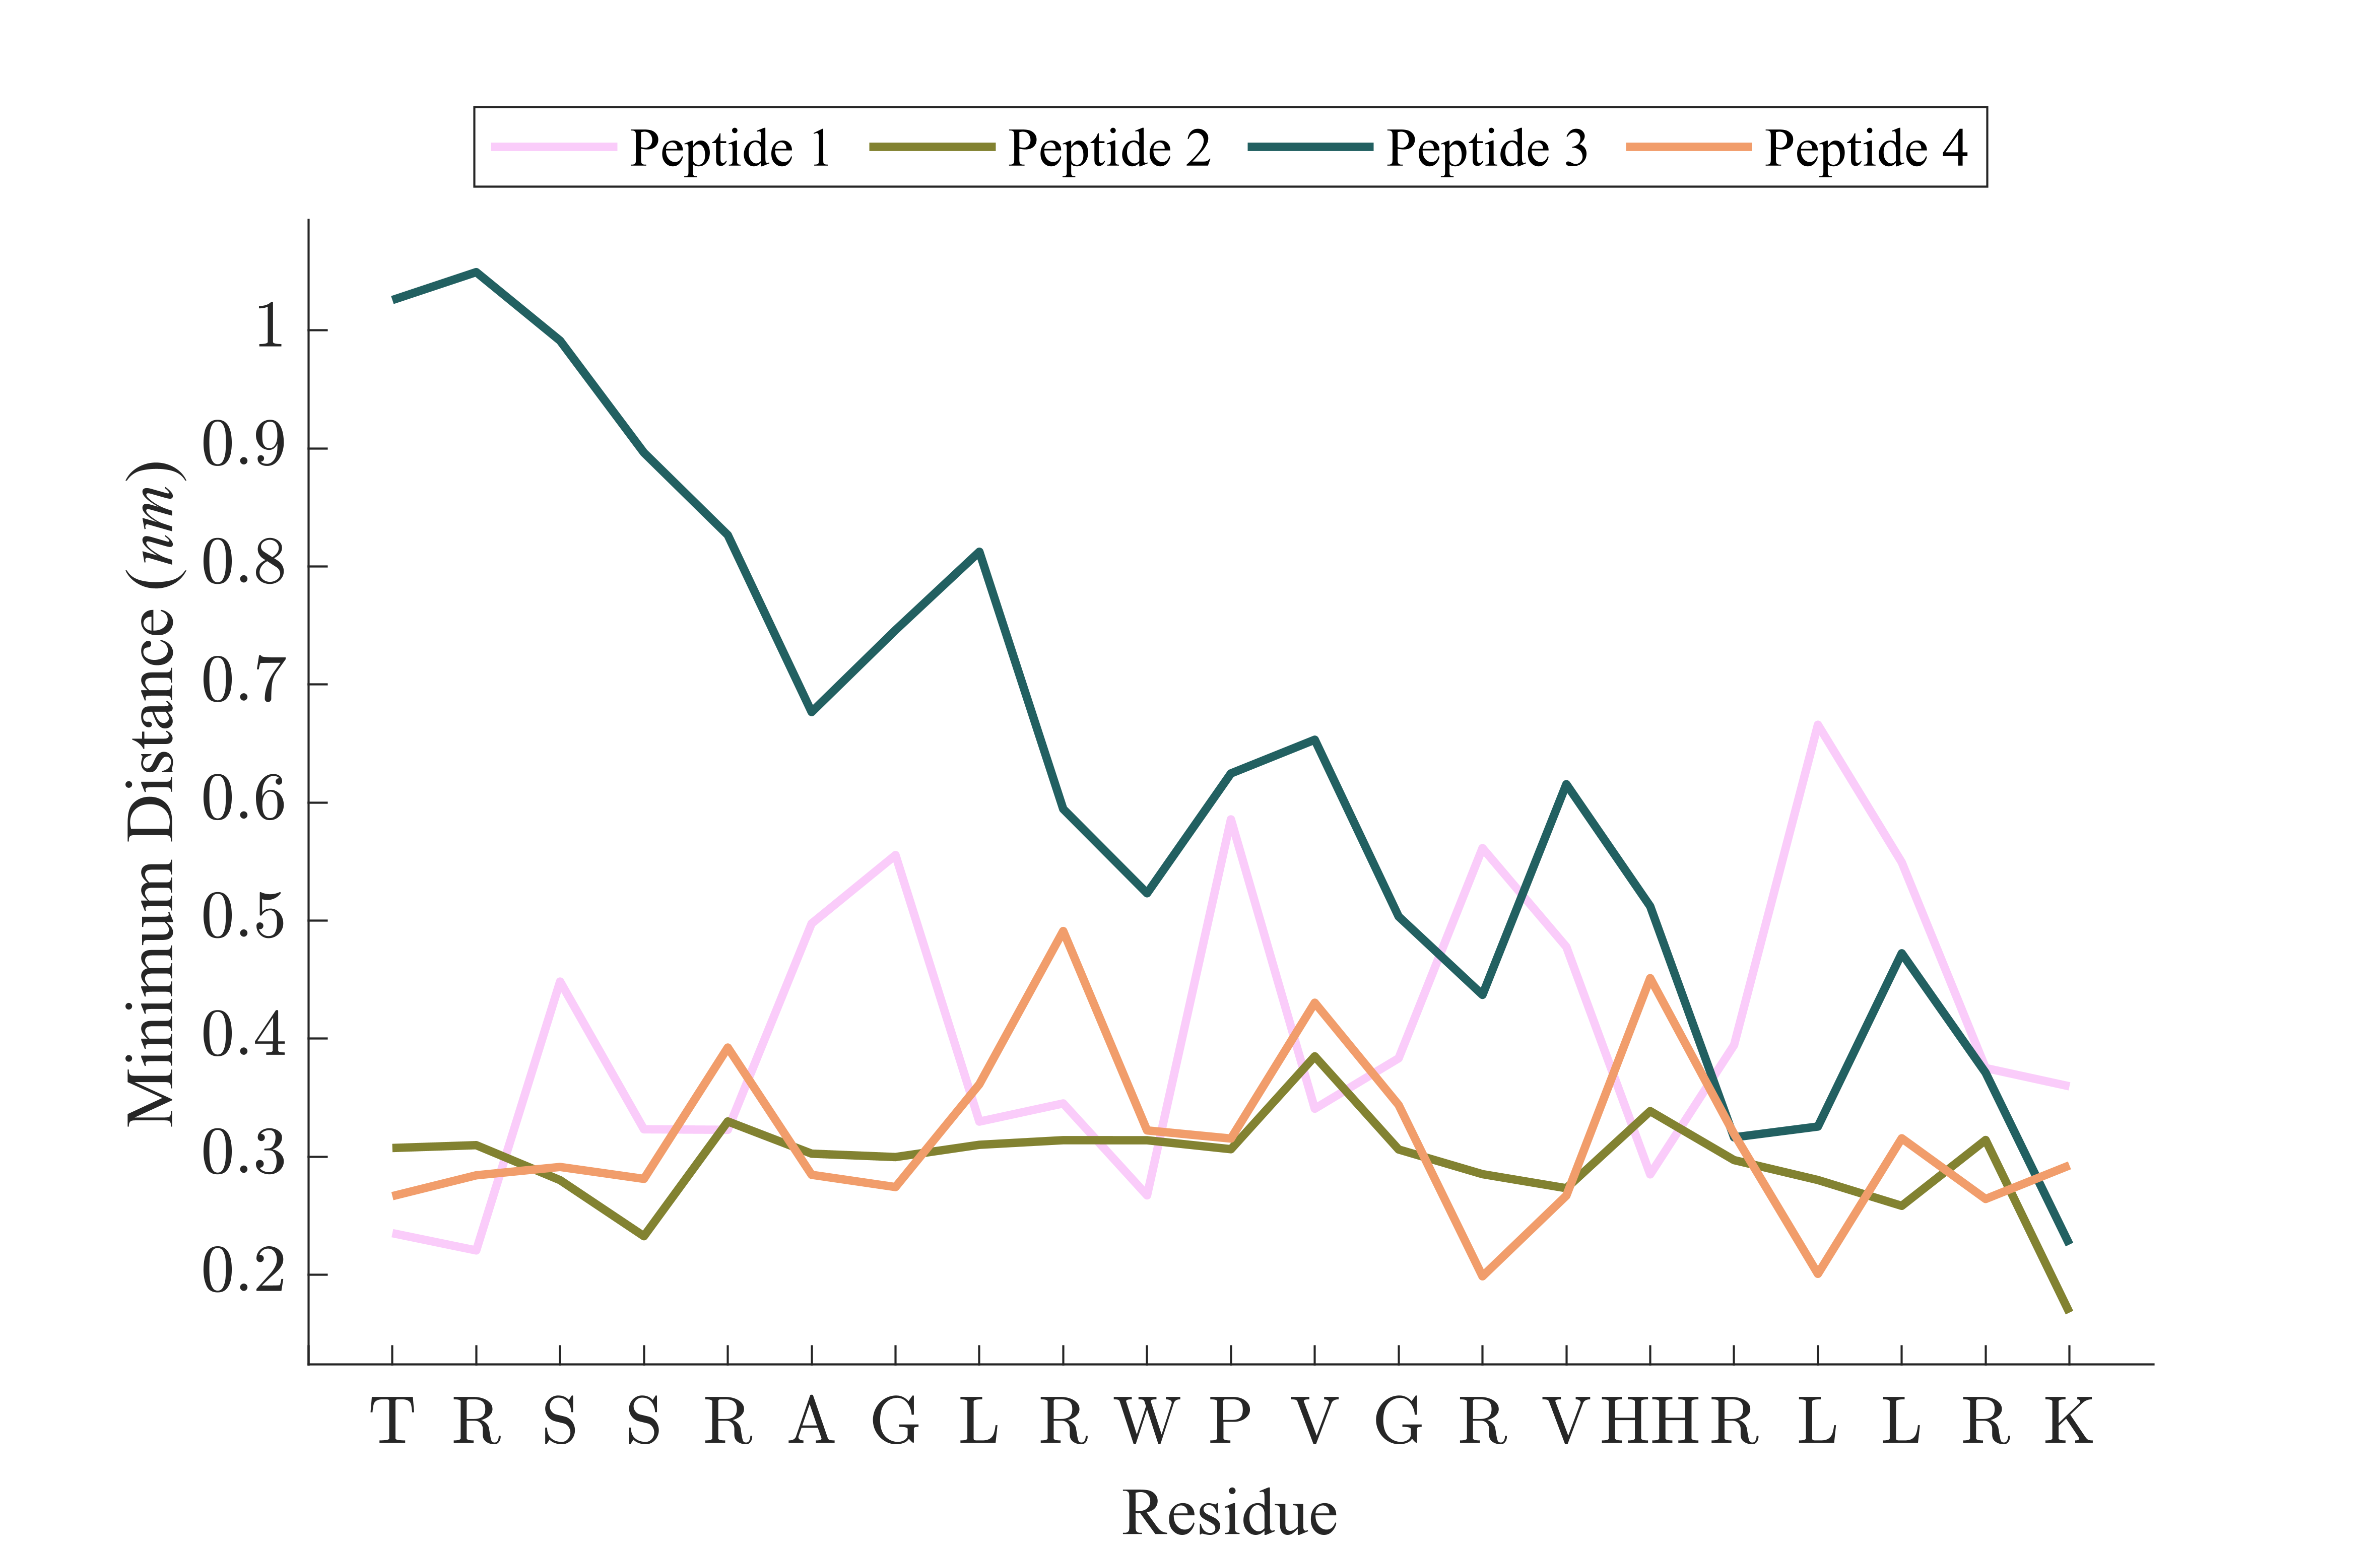 Peptide 1 Peptide 2 Peptide 3 Peptide 4
Minimum Distance (nm)
1
0.9
0.8
0.7
0.6
0.5
0.4
0.3
0.2
T R S S R A G L R W P V G R V HHH R L L R K
Residue